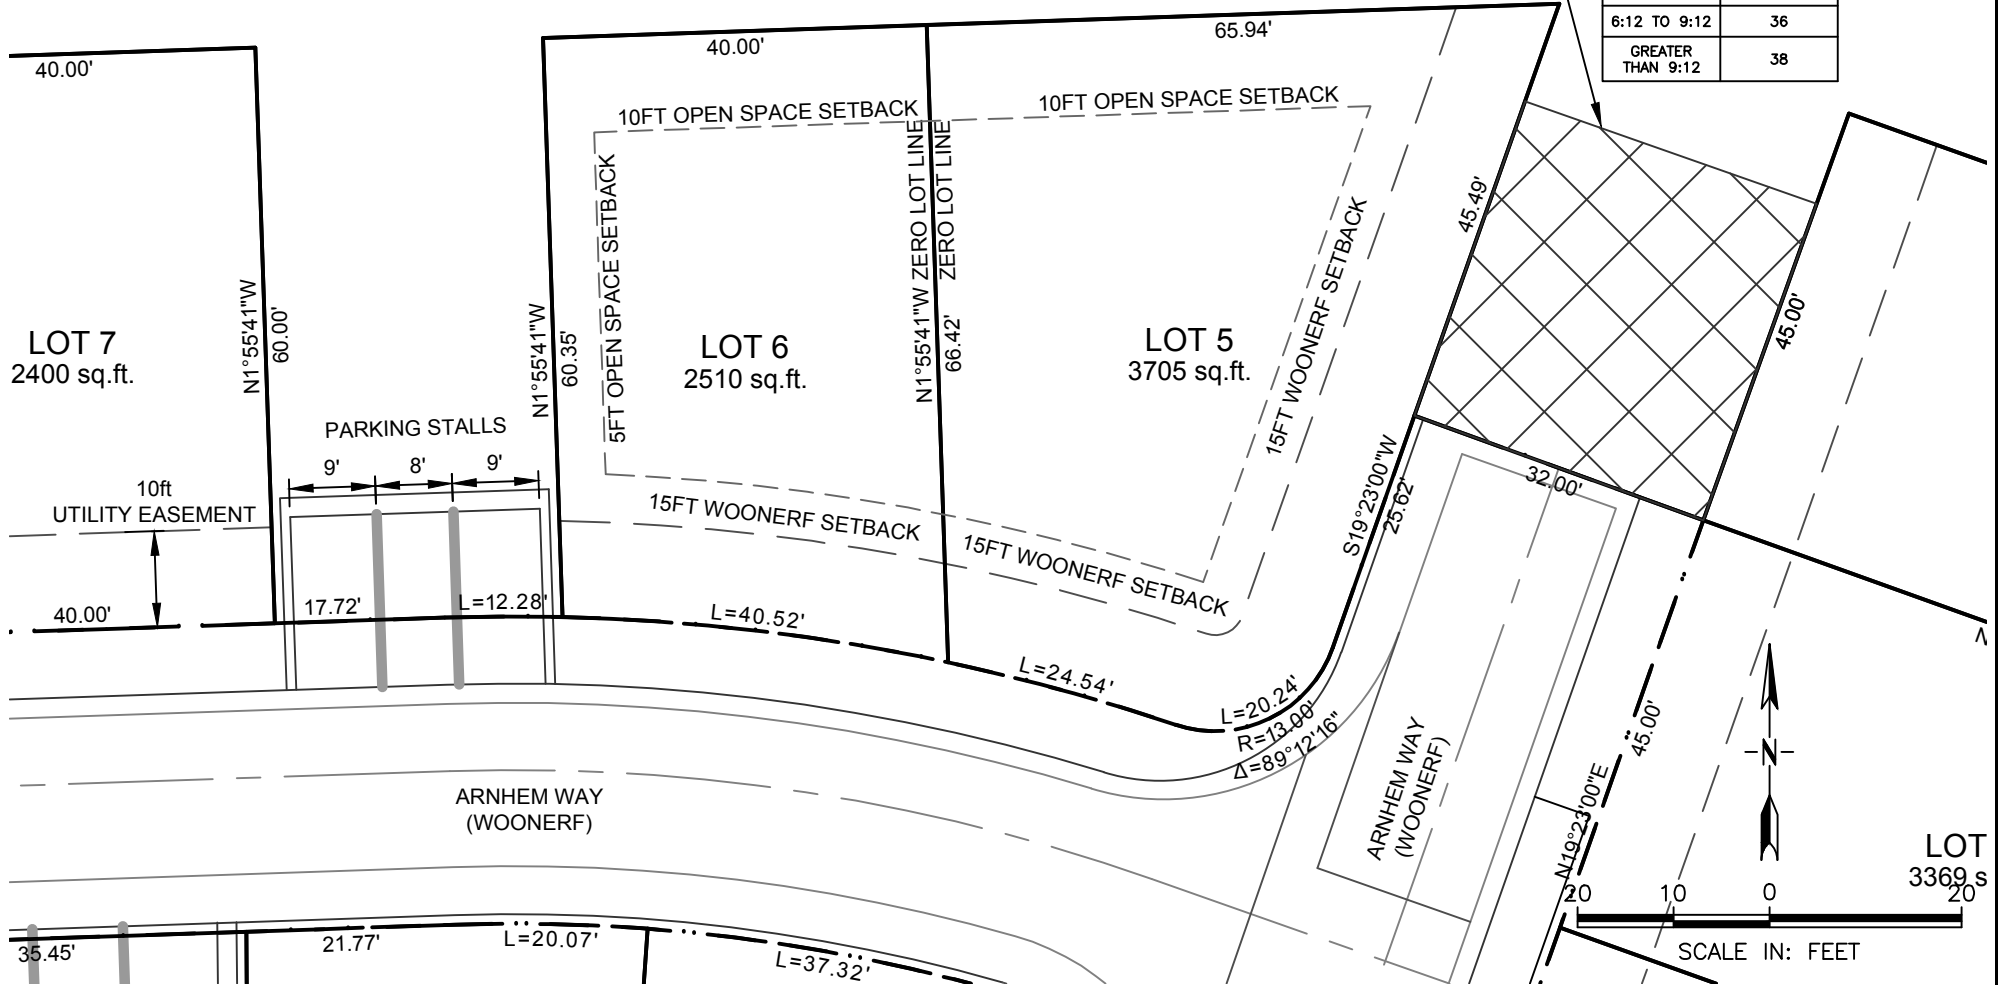 6:12 TO 9:12
36
GREATER
THAN 9:12
38
40.00'
40.00'
65.94'
10FT OPEN SPACE SETBACK
10FT OPEN SPACE SETBACK
5FT OPEN SPACE SETBACK
N1°55'41"W ZERO LOT LINE
66.42'
ZERO LOT LINE
15FT WOONERF SETBACK
45.49'
45.00'
N1°55'41"W
60.00'
N1°55'41"W
60.35'
LOT 7
2400 sq.ft.
LOT 6
2510 sq.ft.
LOT 5
3705 sq.ft.
PARKING STALLS
9'
8'
9'
10ft
UTILITY EASEMENT
15FT WOONERF SETBACK
15FT WOONERF SETBACK
S19°23'00"W
25.62'
32.00'
40.00'
17.72'
L=12.28'
L=40.52'
L=24.54'
L=20.24'
R=13.00'
Δ=89°12'16"
ARNHEM WAY
(WOONERF)
ARNHEM WAY
(WOONERF)
45.00'
N19°23'00"E
N
LOT
3369 s
20
10
0
20
SCALE IN: FEET
35.45'
21.77'
L=20.07'
L=37.32'